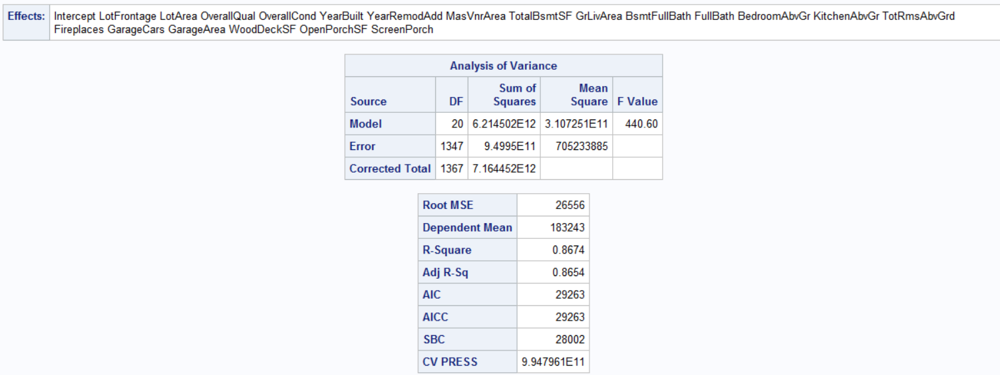 Effects: Intercept LotFrontage LotArea OverallQual OverallCond YearBuilt YearRemodAdd MasVnrArea TotalBsmtSF GrLivArea BsmtFullBath FullBath BedroomAbvGr KitchenAbvGr TotRmsAbvGrd
Fireplaces GarageCars GarageArea WoodDeckSF OpenPorchSF ScreenPorch
Analysis of Variance
Source DF Sum of Squares Mean Square F Value
Model 20 6.214502E12 3.107251E11 440.60
Error 1347 9.4995E11 705233885
Corrected Total 1367 7.164452E12
Root MSE 26556
Dependent Mean 183243
R-Square 0.8674
Adj R-Sq 0.8654
AIC 29263
AICC 29263
SBC 28002
CV PRESS 9.947961E11